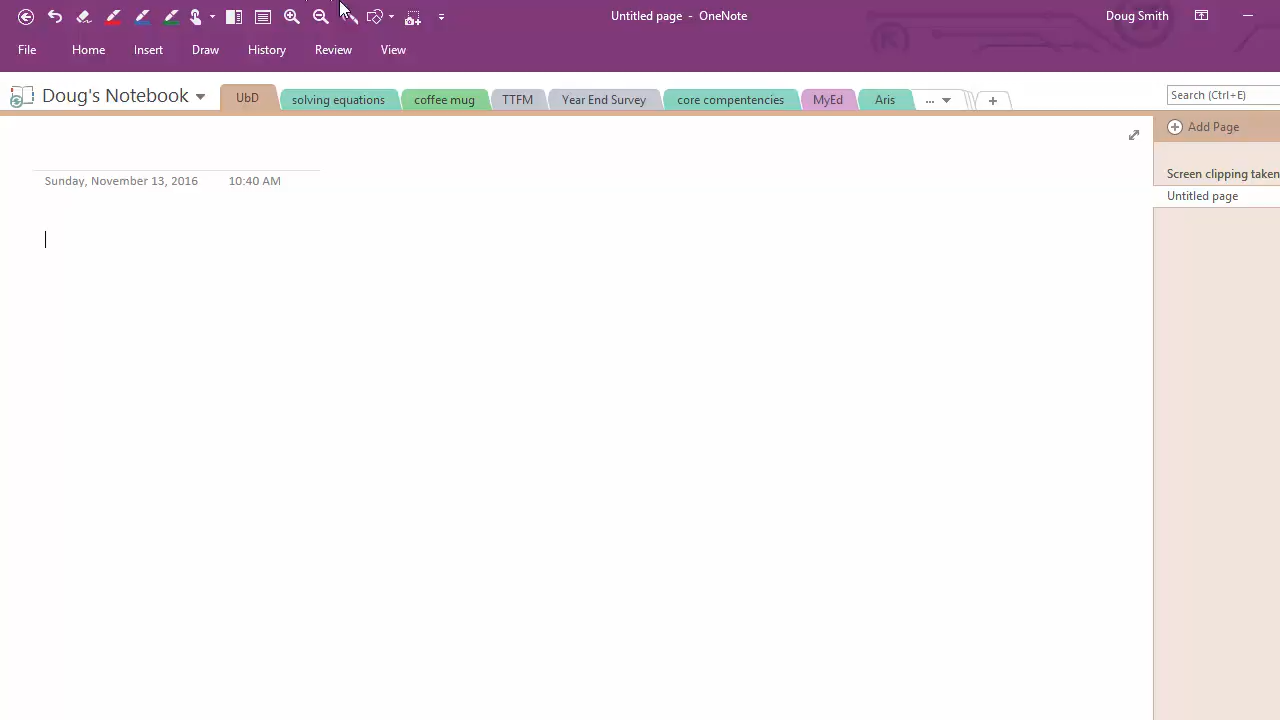 Untitled page - OneNote
Doug Smith
File Home Insert Draw History Review View
Doug's Notebook UbD solving equations coffee mug TTFM Year End Survey core compentencies MyEd Aris ... + Search (Ctrl+E)
Add Page
Screen clipping taken
Sunday, November 13, 2016 10:40 AM
Untitled page